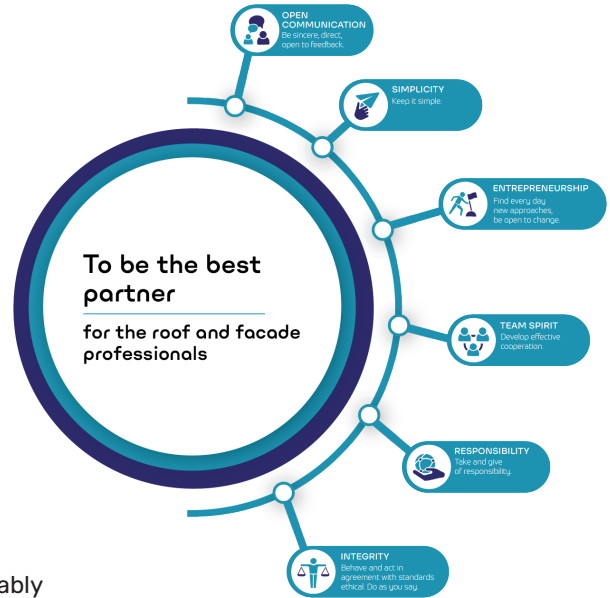 OPEN
COMMUNICATION
Be sincere, direct,
open to feedback.
SIMPLICITY
Keep it simple.
ENTREPRENEURSHIP
Find every day
new approaches,
be open to change.
To be the best
partner
for the roof and facade
professionals
TEAM SPIRIT
Develop effective
cooperation.
RESPONSIBILITY
Take and give
of responsibility.
INTEGRITY
Behave and act in
agreement with standards
ethical. Do as you say.
ably